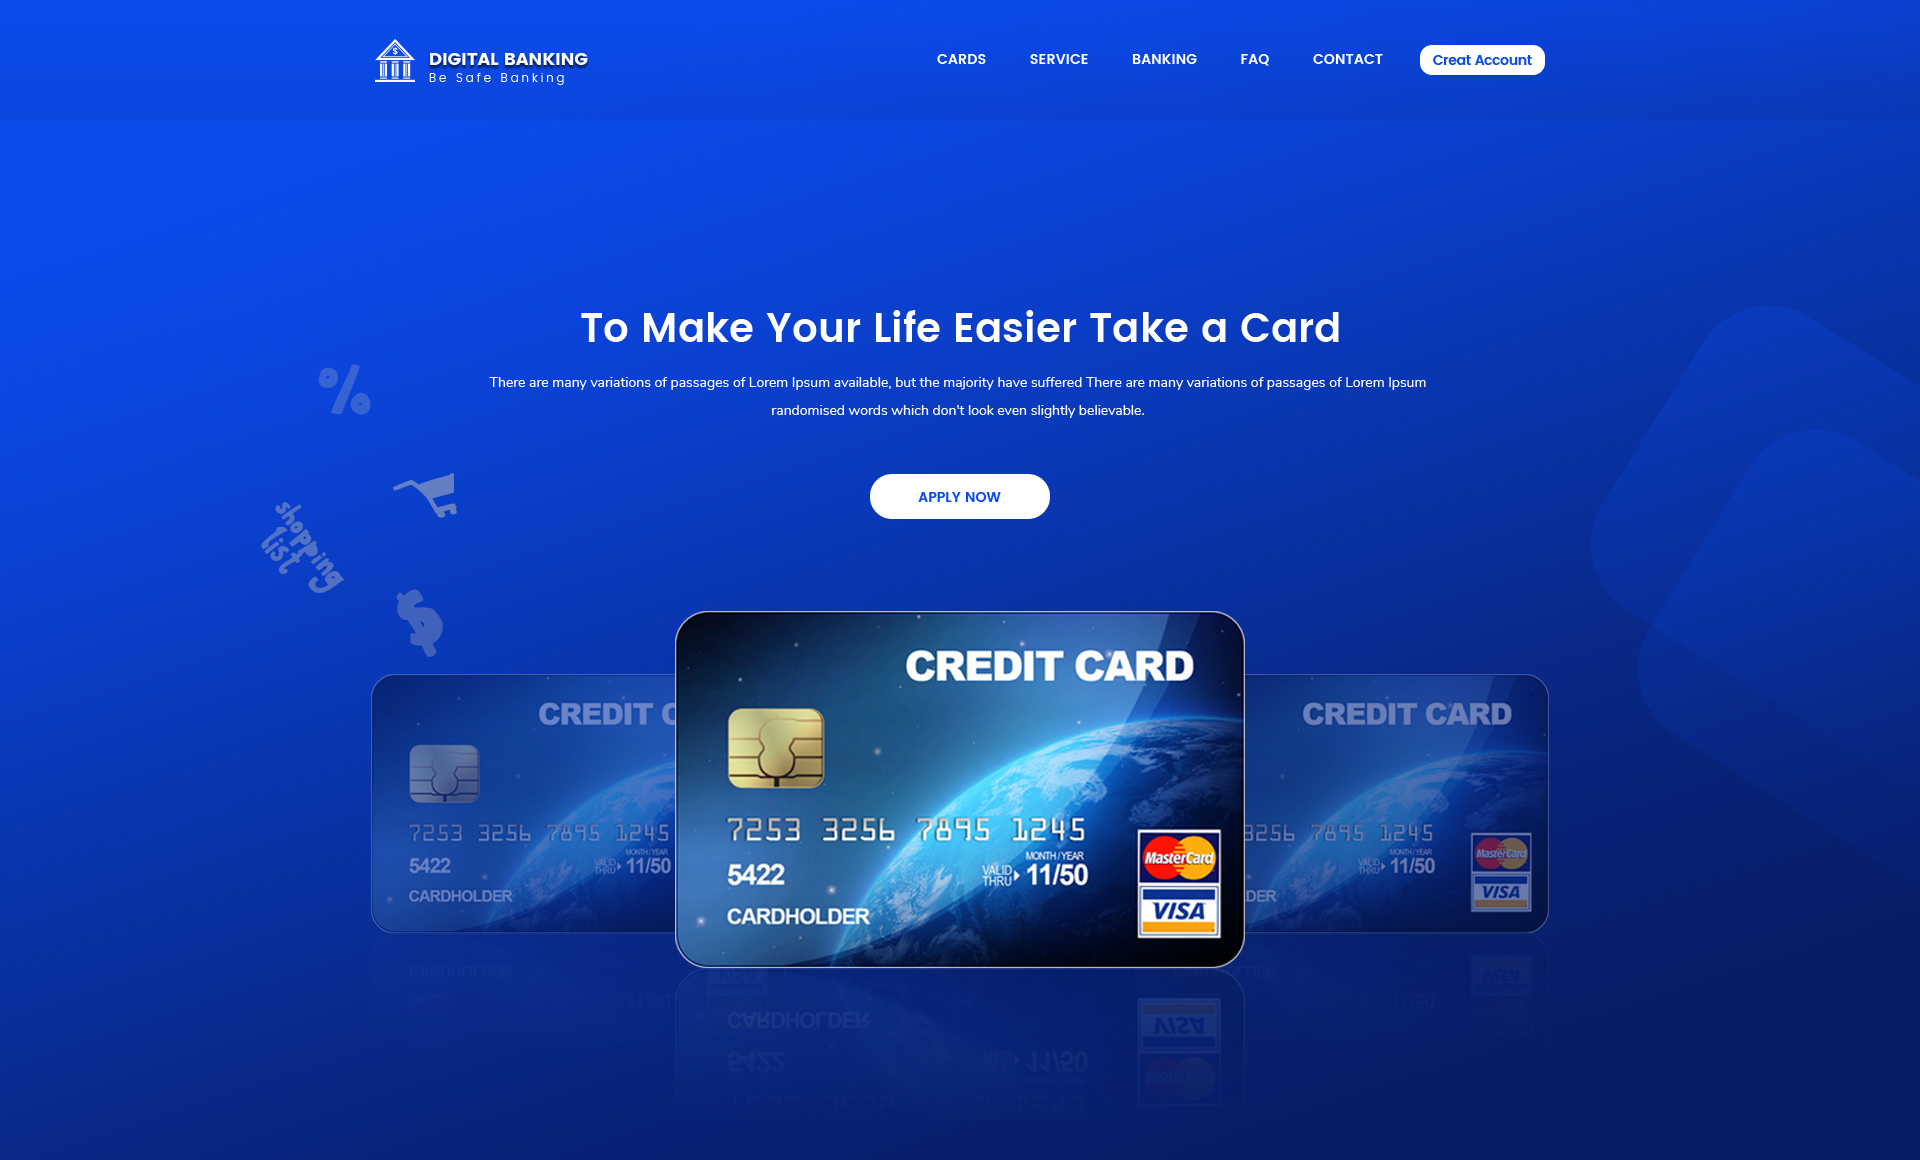 $
DIGITAL BANKING
Be Safe Banking
CARDS SERVICE BANKING FAQ CONTACT Creat Account
To Make Your Life Easier Take a Card
There are many variations of passages of Lorem Ipsum available, but the majority have suffered There are many variations of passages of Lorem Ipsum
randomised words which don't look even slightly believable.
%
APPLY NOW
shopping
list
$
CREDIT C
7253 3256 7895 1245
MONTH/YEAR
5422 VALID THRU 11/50
CARDHOLDER
CREDIT CARD
7253 3256 7895 1245
MONTH/YEAR
5422 VALID THRU 11/50
CARDHOLDER
MasterCard
VISA
CREDIT CARD
3256 7895 1245
MONTH/YEAR
VALID THRU 11/50
DER
MasterCard
VISA